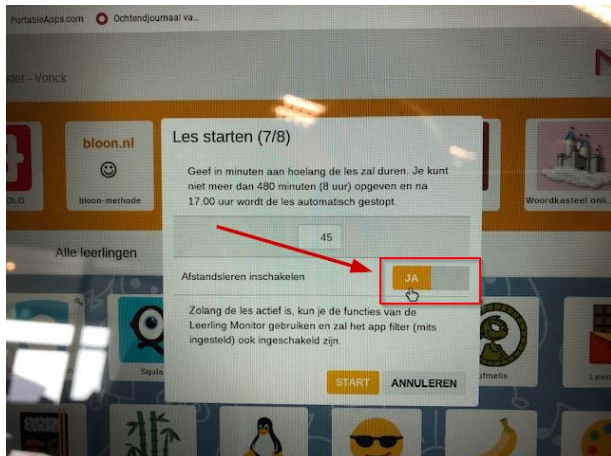 PortableApps.com
Ochtendjournaal va...
ster - Vonck
bloon.nl
bloon-methode
Les starten (7/8)
Geef in minuten aan hoelang de les zal duren. Je kunt
niet meer dan 480 minuten (8 uur) opgeven en na
17.00 uur wordt de les automatisch gestopt.
45
Woordkasteel onli...
Alle leerlingen
Afstandsleren inschakelen
JA
Zolang de les actief is, kun je de functies van de
Leerling Monitor gebruiken en zal het app filter (mits
ingesteld) ook ingeschakeld zijn.
Squla
ufmelis
Leer
START
ANNULEREN